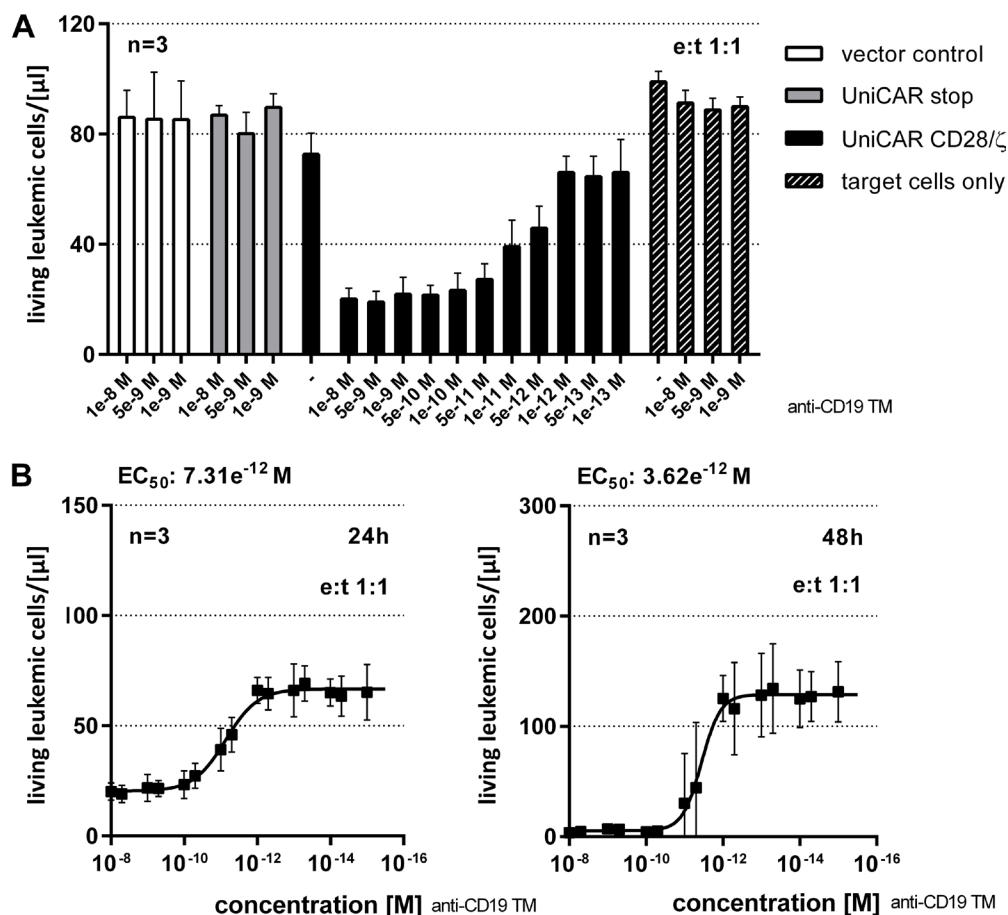 A
n=3
e:t 1:1
120
80
40
0
living leukemic cells/[µl]
vector control
UniCAR stop
UniCAR CD28/ζ
target cells only
1e-8 M
5e-9 M
1e-9 M
1e-8 M
5e-9 M
1e-9 M
-
1e-8 M
5e-9 M
1e-9 M
5e-10 M
1e-10 M
5e-11 M
1e-11 M
5e-12 M
1e-12 M
5e-13 M
1e-13 M
-
1e-8 M
5e-9 M
1e-9 M
anti-CD19 TM
B
EC50: 7.31e-12 M
150
100
50
0
living leukemic cells/[µl]
n=3
24h
e:t 1:1
10-8
10-10
10-12
10-14
10-16
concentration [M] anti-CD19 TM
EC50: 3.62e-12 M
300
200
100
0
living leukemic cells/[µl]
n=3
48h
e:t 1:1
10-8
10-10
10-12
10-14
10-16
concentration [M] anti-CD19 TM